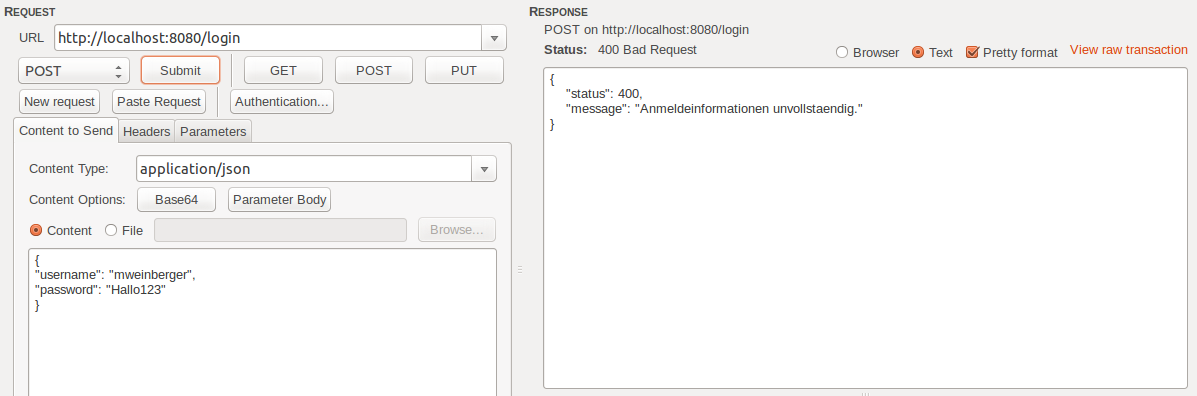 REQUEST
URL http://localhost:8080/login
POST Submit GET POST PUT
New request Paste Request Authentication...
Content to Send Headers Parameters
Content Type: application/json
Content Options: Base64 Parameter Body
Content File Browse...
{
"username": "mweinberger",
"password": "Hallo123"
}
RESPONSE
POST on http://localhost:8080/login
Status: 400 Bad Request Browser Text Pretty format View raw transaction
{
"status": 400,
"message": "Anmeldeinformationen unvollstaendig."
}